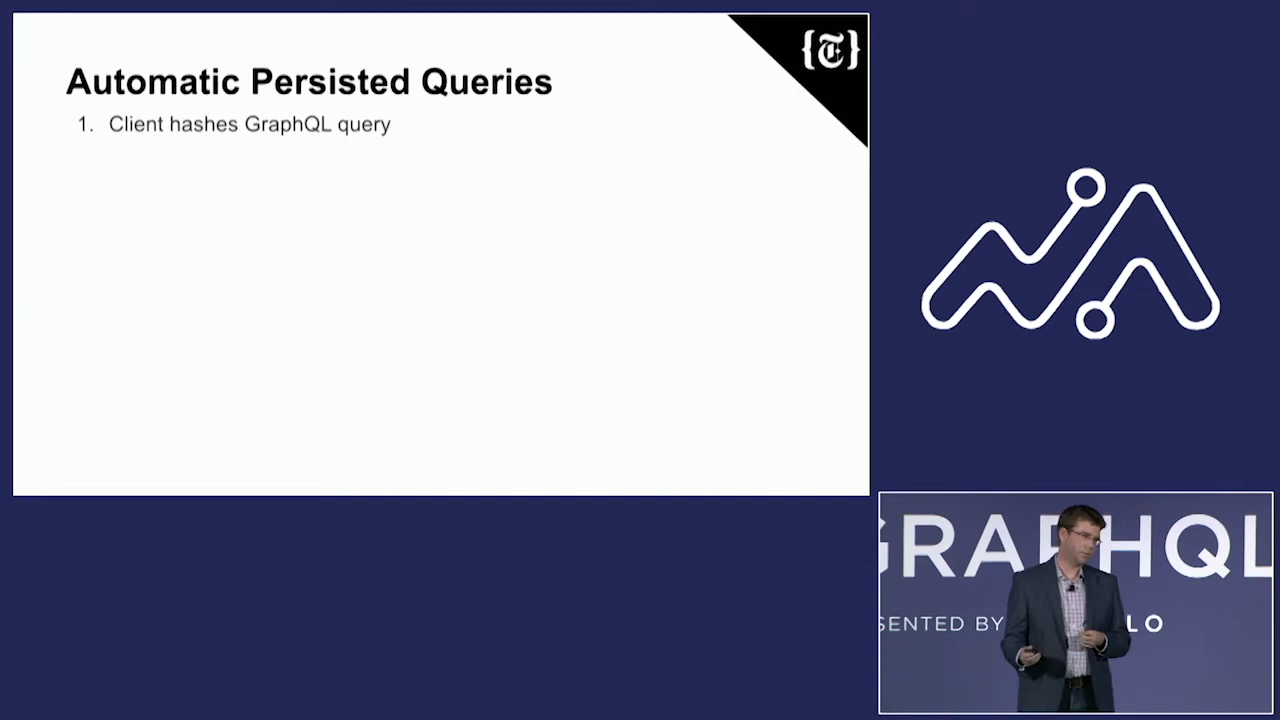 Automatic Persisted Queries
1. Client hashes GraphQL query
{T}
GRAPHQL
SENTED BY
LO